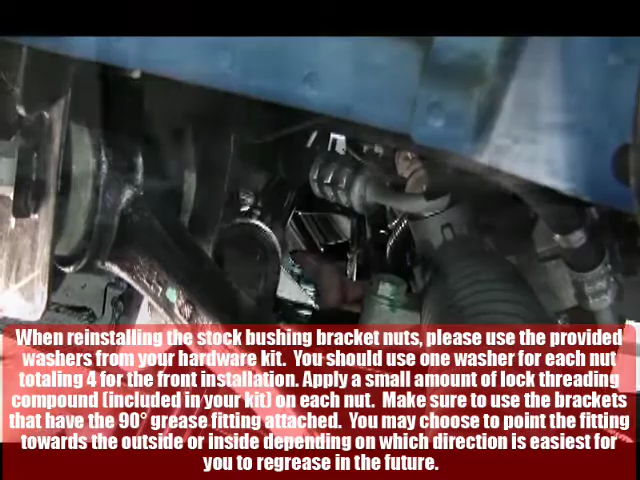 When reinstalling the stock bushing bracket nuts, please use the provided
washers from your hardware kit. You should use one washer for each nut
totaling 4 for the front installation. Apply a small amount of lock threading
compound (included in your kit) on each nut. Make sure to use the brackets
that have the 90° grease fitting attached. You may choose to point the fitting
towards the outside or inside depending on which direction is easiest for
you to regrease in the future.